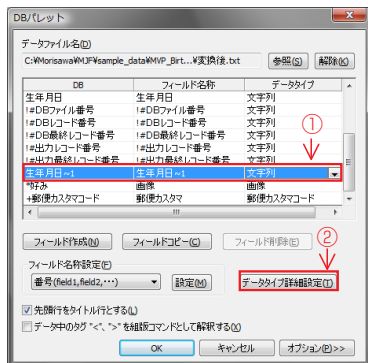 DBパレット
データファイル名(D)
C:¥Morisawa¥MJF¥sample_data¥MVP_Birt...¥変換後.txt 参照(S) 解除(K)
DB フィールド名称 データタイプ
生年月日 生年月日 文字列
!#DBファイル番号 !#DBファイル番号 文字列
!#DBレコード番号 !#DBレコード番号 文字列
!#DB最終レコード番号 !#DB最終レコード番号 文字列
!#出力レコード番号 !#出力レコード番号 文字列
!#出力最終レコード番号 !#出力最終レコード番号 文字列
生年月日~1 生年月日~1 文字列
*好み 画像 画像
+郵便カスタマコード 郵便カスタマ 郵便カスタマコード
①
②
フィールド作成(N) フィールドコピー(C) フィールド削除(E)
フィールド名称設定(F)
番号(field1,field2,･･･) 設定(M) データタイプ詳細設定(T)
先頭行をタイトル行とする(L)
データ中のタグ "<"、">" を組版コマンドとして解釈する(X)
OK キャンセル オプション(P)>>